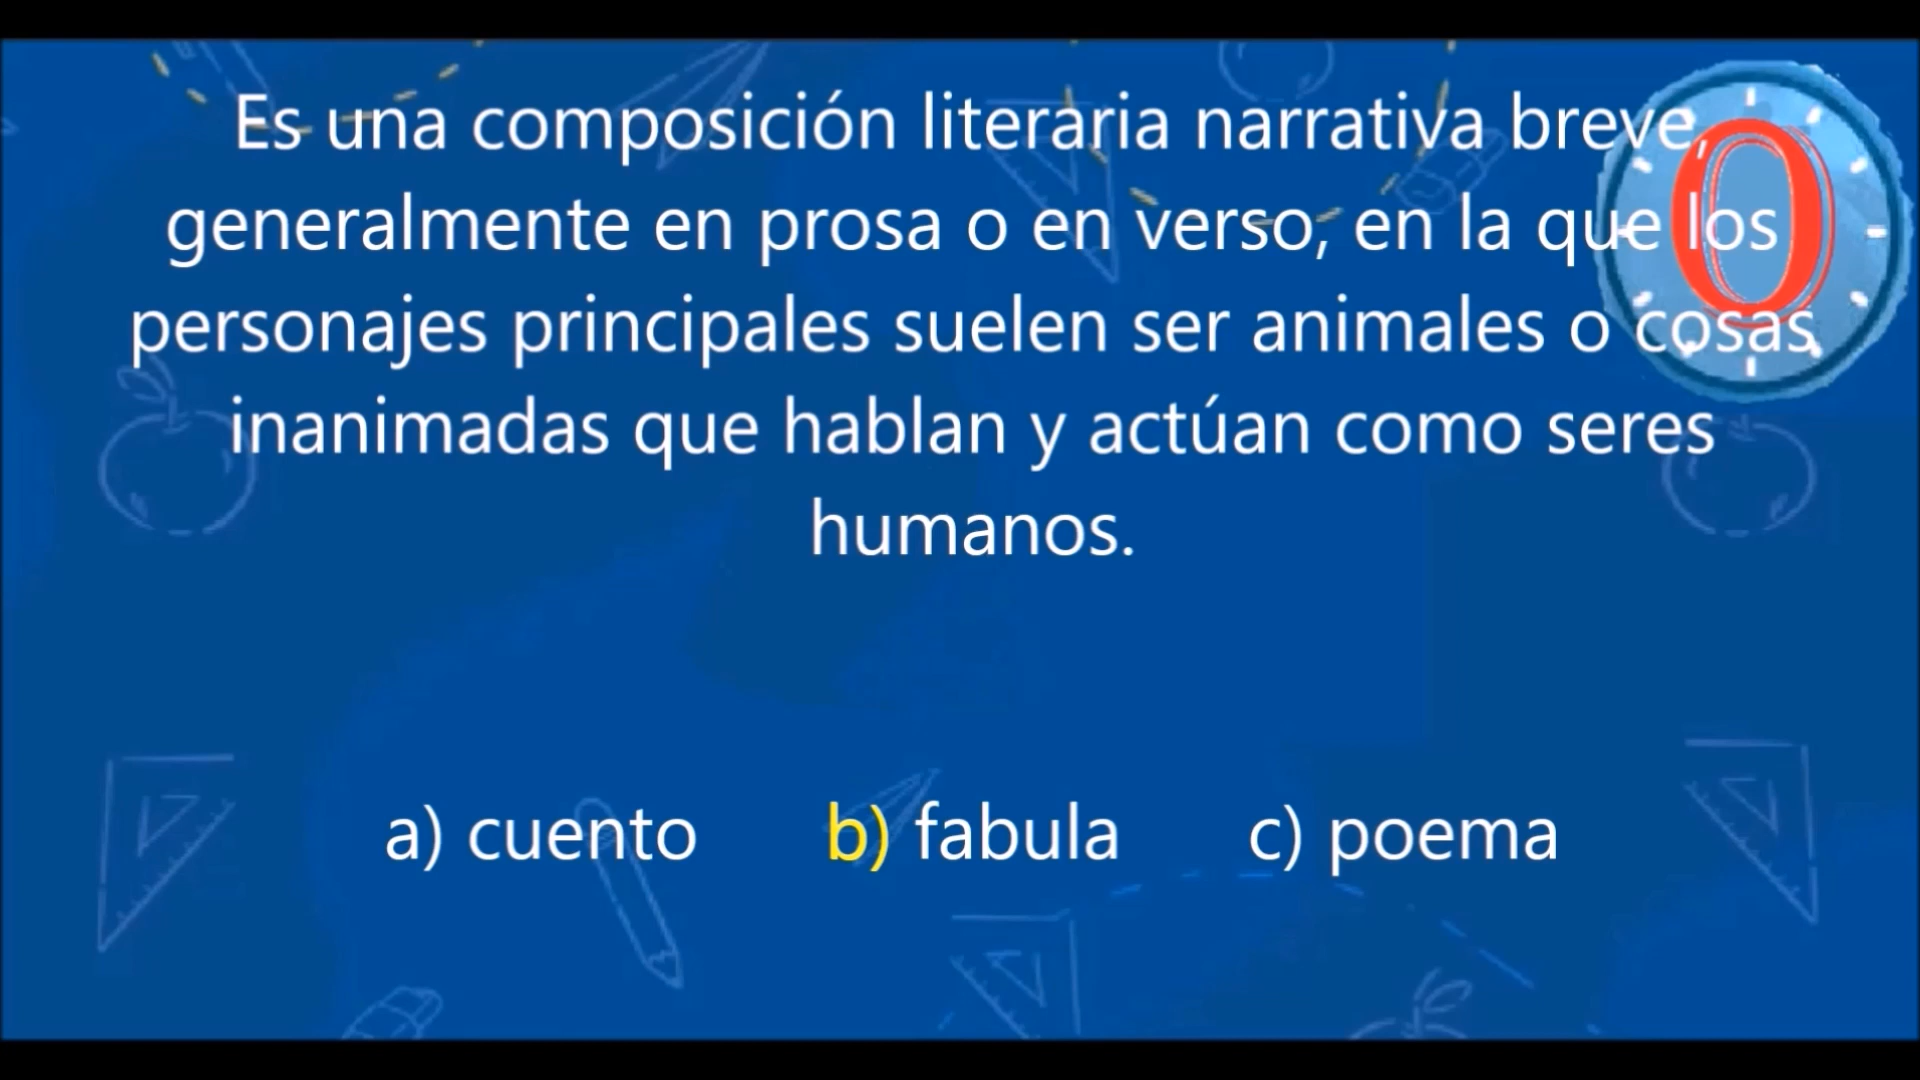 Es una composición literaria narrativa breve,
0
generalmente en prosa o en verso, en la que los
personajes principales suelen ser animales o cosas
inanimadas que hablan y actúan como seres
humanos.
a) cuento b) fabula c) poema